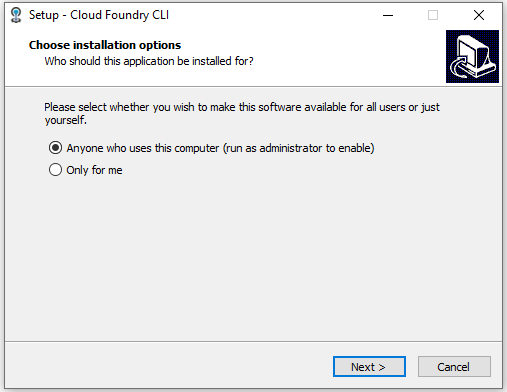 Setup - Cloud Foundry CLI
Choose installation options
Who should this application be installed for?
Please select whether you wish to make this software available for all users or just
yourself.
Anyone who uses this computer (run as administrator to enable)
Only for me
Next >
Cancel